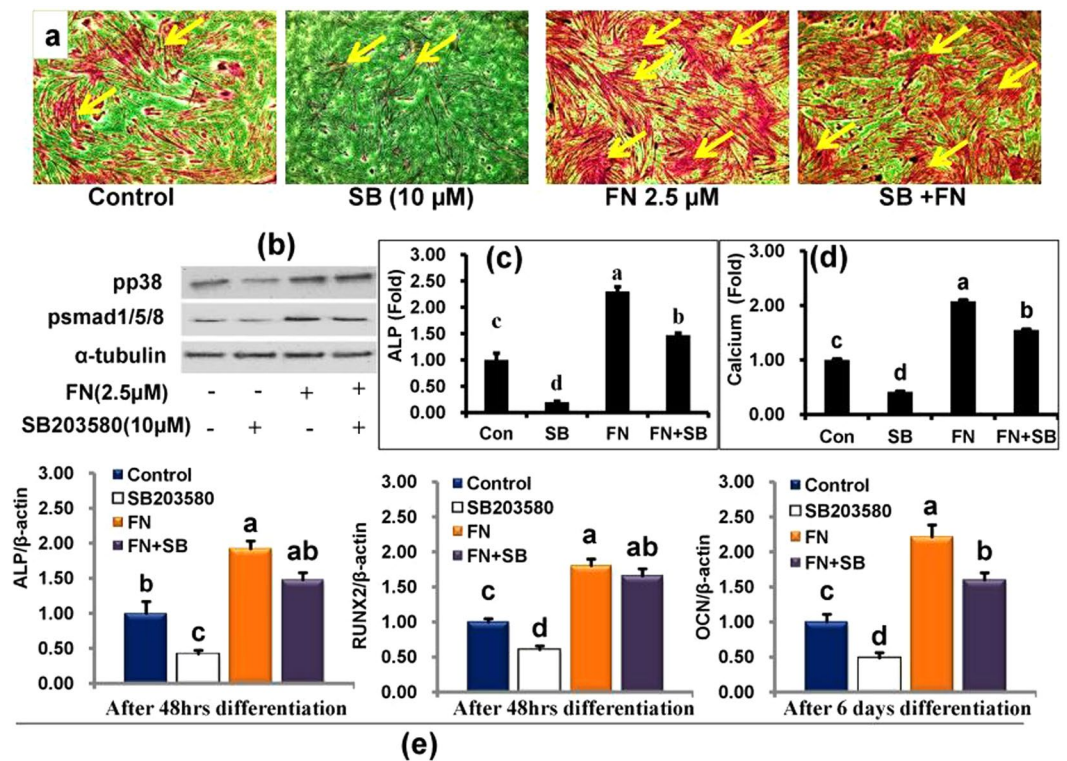 a
Control
SB (10 µM)
FN 2.5 µM
SB +FN
(b)
pp38
psmad1/5/8
α-tubulin
FN(2.5µM) - - + +
SB203580(10µM) - + - +
(c)
ALP (Fold)
3.00
2.50
2.00
1.50
1.00
0.50
0.00
c
d
a
b
Con SB FN FN+SB
(d)
Calcium (Fold)
3.00
2.00
1.00
0.00
c
d
a
b
Con SB FN FN+SB
ALP/β-actin
3.00
2.50
2.00
1.50
1.00
0.50
0.00
Control
SB203580
FN
FN+SB
b
c
a
ab
After 48hrs differentiation
RUNX2/β-actin
3.00
2.50
2.00
1.50
1.00
0.50
0.00
Control
SB203580
FN
FN+SB
c
d
a
ab
After 48hrs differentiation
OCN/β-actin
3.00
2.50
2.00
1.50
1.00
0.50
0.00
Control
SB203580
FN
FN+SB
c
d
a
b
After 6 days differentiation
(e)